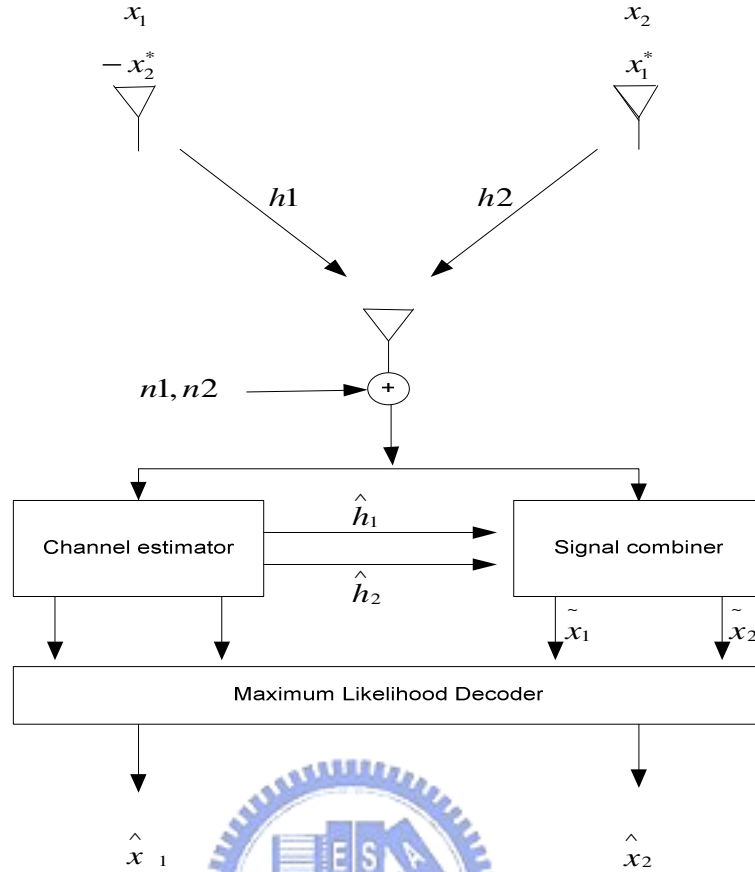 x₁ x₂
− x₂* x₁*
h1 h2
n1, n2
+
ĥ₁
Channel estimator Signal combiner
ĥ₂
x̃₁ x̃₂
Maximum Likelihood Decoder
E S A
x̂ ₁ x̂₂